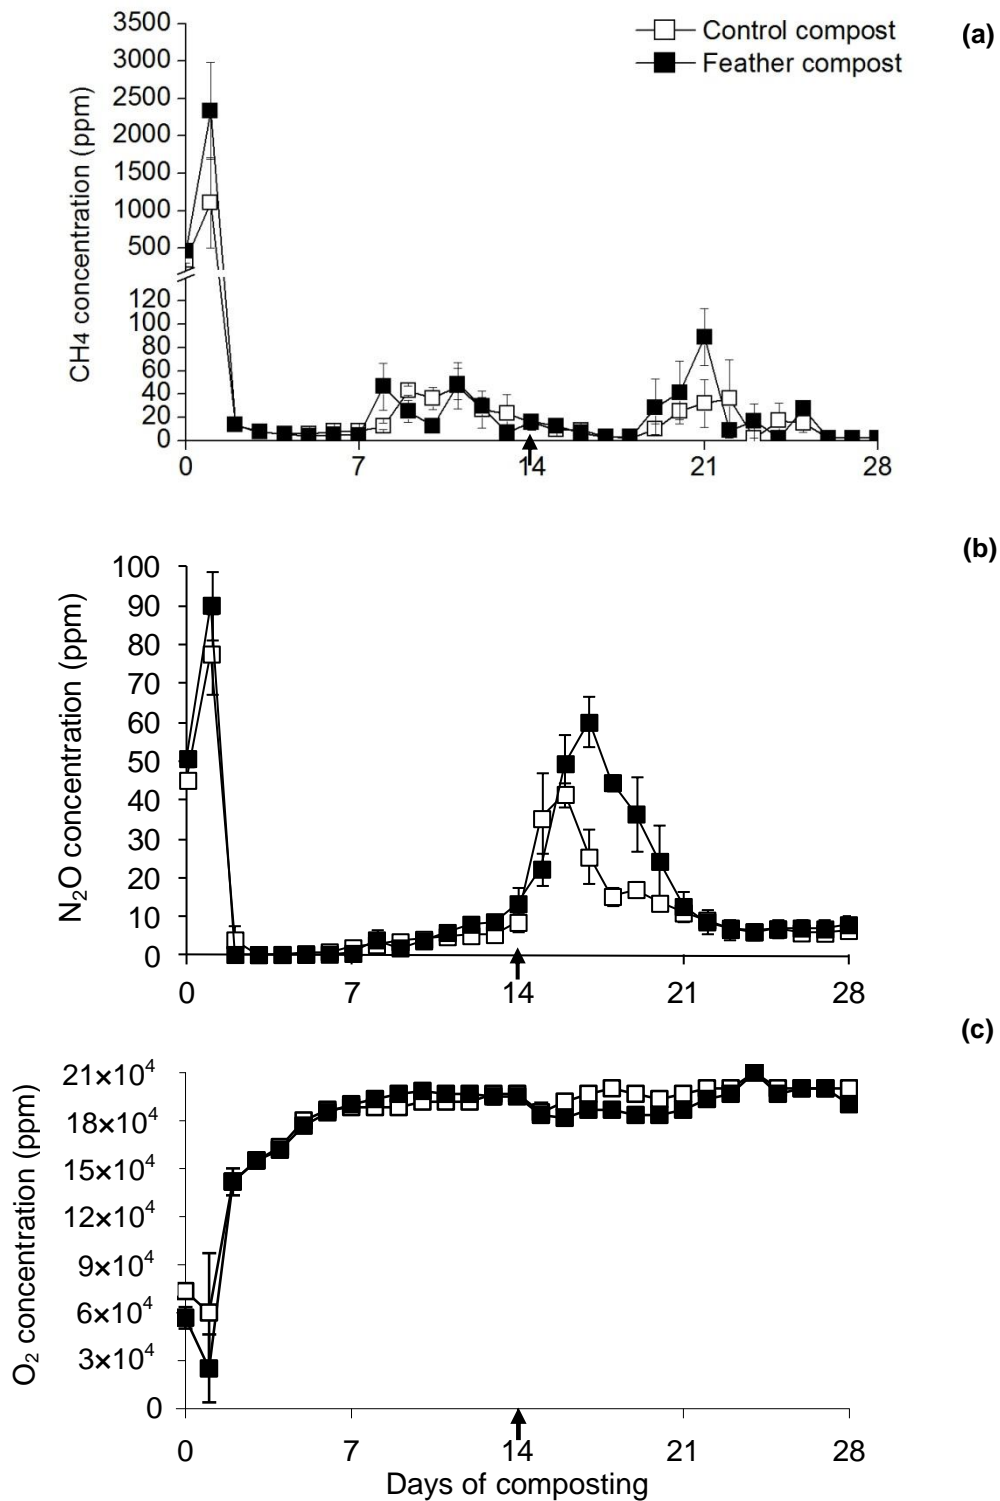 (a)
Control compost
Feather compost
CH4 concentration (ppm)
3500
3000
2500
2000
1500
1000
500
120
100
80
60
40
20
0
0 7 14 21 28
(b)
N₂O concentration (ppm)
100
90
80
70
60
50
40
30
20
10
0
0 7 14 21 28
(c)
O₂ concentration (ppm)
21×10⁴
18×10⁴
15×10⁴
12×10⁴
9×10⁴
6×10⁴
3×10⁴
0
0 7 14 21 28
Days of composting